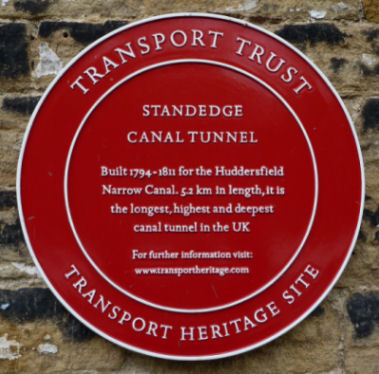 TRANSPORT TRUST
STANDEDGE
CANAL TUNNEL
Built 1794-1811 for the Huddersfield
Narrow Canal. 5.2 km in length, it is
the longest, highest and deepest
canal tunnel in the UK
For further information visit:
www.transportheritage.com
TRANSPORT HERITAGE SITE